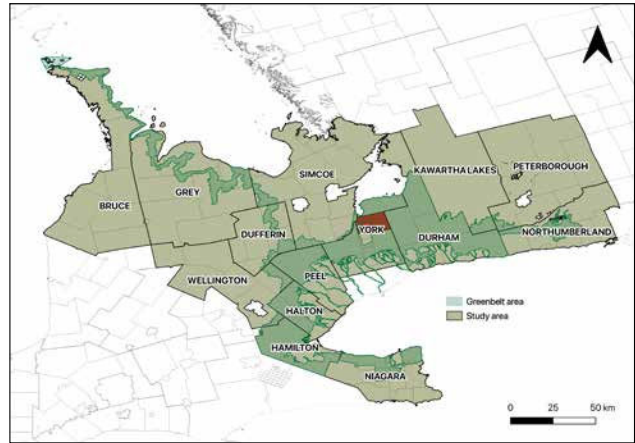 SIMCOE
KAWARTHA LAKES
PETERBOROUGH
BRUCE
GREY
DUFFERIN
YORK
DURHAM
NORTHUMBERLAND
WELLINGTON
PEEL
HALTON
HAMILTON
NIAGARA
Greenbelt area
Study area
0 25 50 km